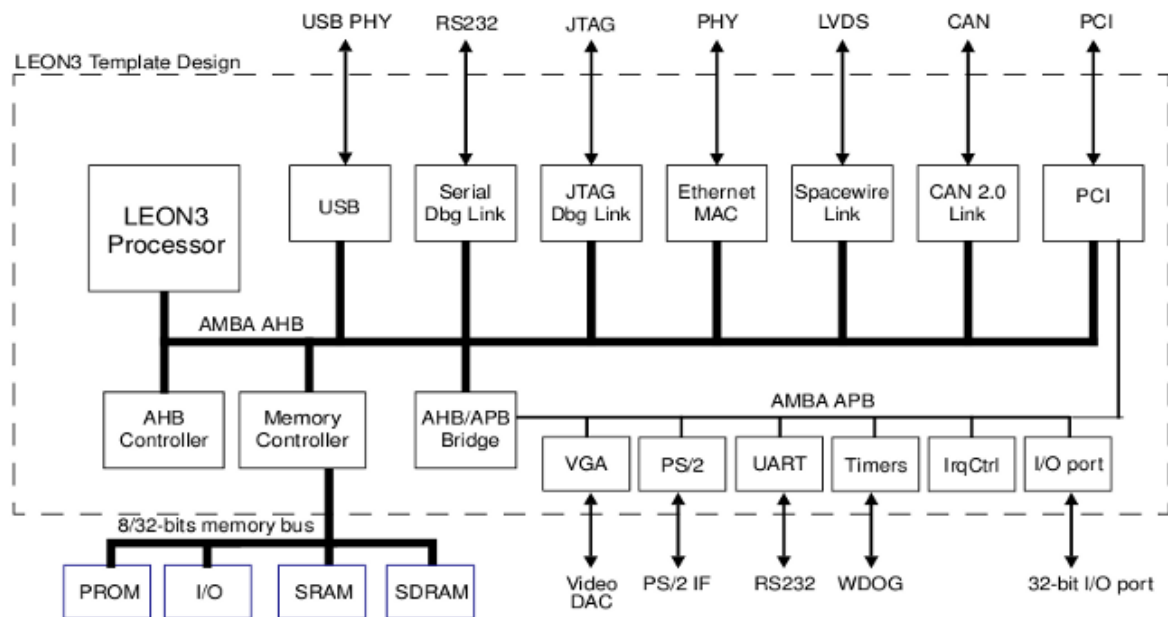 USB PHY
RS232
JTAG
PHY
LVDS
CAN
PCI
LEON3 Template Design
LEON3
Processor
USB
Serial
Dbg Link
JTAG
Dbg Link
Ethernet
MAC
Spacewire
Link
CAN 2.0
Link
PCI
AMBA AHB
AHB
Controller
Memory
Controller
AHB/APB
Bridge
AMBA APB
VGA
PS/2
UART
Timers
IrqCtrl
I/O port
8/32-bits memory bus
PROM
I/O
SRAM
SDRAM
Video
DAC
PS/2 IF
RS232
WDOG
32-bit I/O port